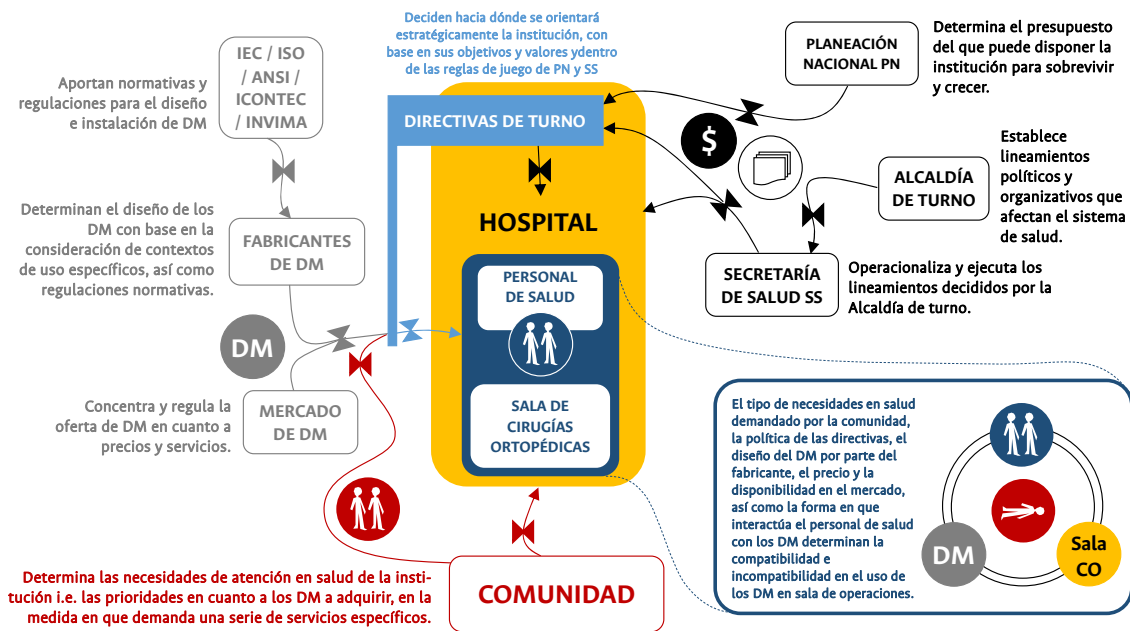 Deciden hacia dónde se orientará
estratégicamente la institución, con
base en sus objetivos y valores ydentro
de las reglas de juego de PN y SS
IEC / ISO
/ ANSI /
ICONTEC
/ INVIMA
Aportan normativas y
regulaciones para el diseño
e instalación de DM
PLANEACIÓN
NACIONAL PN
Determina el presupuesto
del que puede disponer la
institución para sobrevivir
y crecer.
DIRECTIVAS DE TURNO
$
ALCALDÍA
DE TURNO
Establece
lineamientos
políticos y
organizativos que
afectan el sistema
de salud.
Determinan el diseño de los
DM con base en la
consideración de contextos
de uso específicos, así como
regulaciones normativas.
FABRICANTES
DE DM
HOSPITAL
SECRETARÍA
DE SALUD SS
Operacionaliza y ejecuta los
lineamientos decididos por la
Alcaldía de turno.
PERSONAL
DE SALUD
DM
Concentra y regula la
oferta de DM en cuanto a
precios y servicios.
MERCADO
DE DM
SALA DE
CIRUGÍAS
ORTOPÉDICAS
El tipo de necesidades en salud
demandado por la comunidad,
la política de las directivas, el
diseño del DM por parte del
fabricante, el precio y la
disponibilidad en el mercado,
así como la forma en que
interactúa el personal de salud
con los DM determinan la
compatibilidad e
incompatibilidad en el uso de
los DM en sala de operaciones.
DM
Sala
CO
Determina las necesidades de atención en salud de la insti-
tución i.e. las prioridades en cuanto a los DM a adquirir, en la
medida en que demanda una serie de servicios específicos.
COMUNIDAD